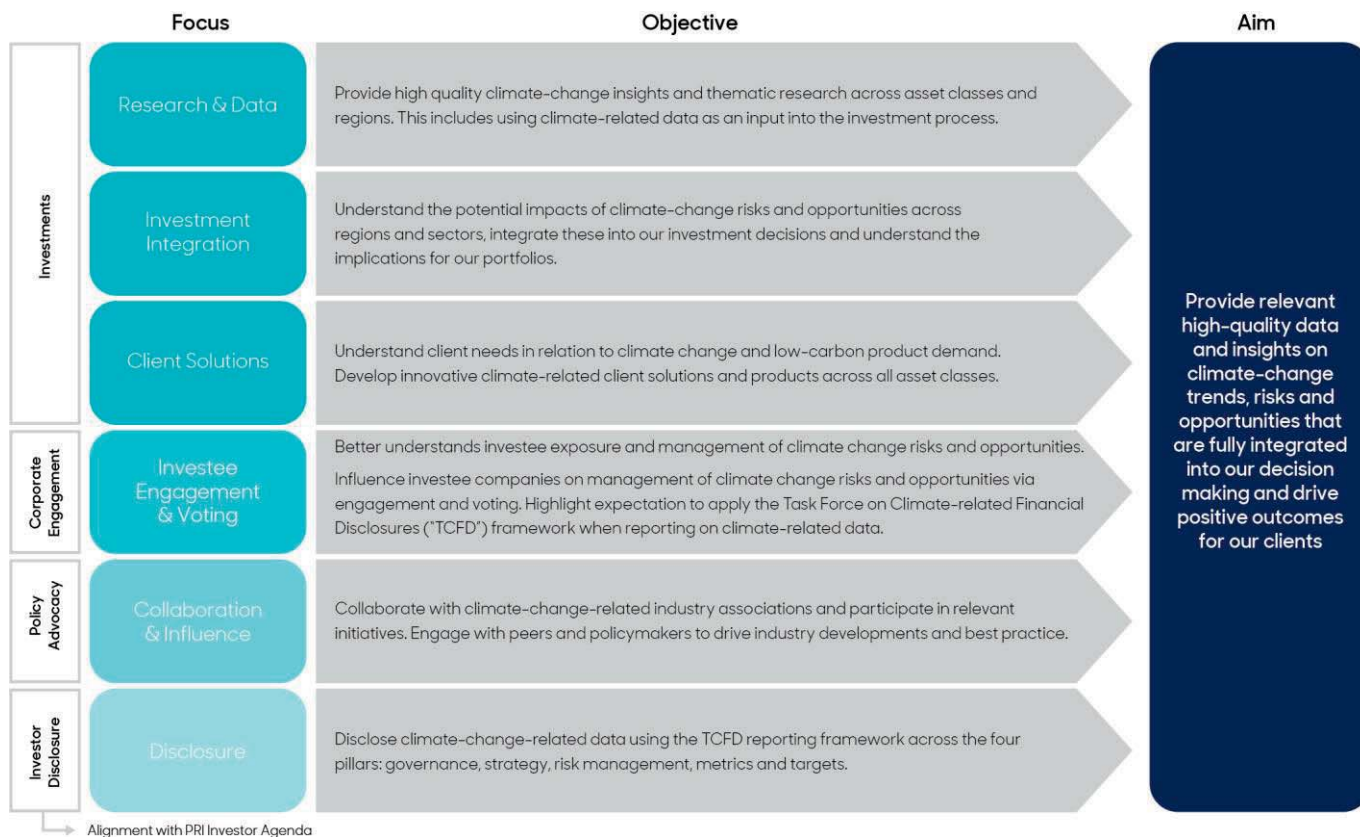 Focus
Objective
Aim
Investments
Research & Data
Provide high quality climate-change insights and thematic research across asset classes and
regions. This includes using climate-related data as an input into the investment process.
Investment
Integration
Understand the potential impacts of climate-change risks and opportunities across
regions and sectors, integrate these into our investment decisions and understand the
implications for our portfolios.
Client Solutions
Understand client needs in relation to climate change and low-carbon product demand.
Develop innovative climate-related client solutions and products across all asset classes.
Corporate
Engagement
Investee
Engagement
& Voting
Better understands investee exposure and management of climate change risks and opportunities.
Influence investee companies on management of climate change risks and opportunities via
engagement and voting. Highlight expectation to apply the Task Force on Climate-related Financial
Disclosures ("TCFD") framework when reporting on climate-related data.
Policy
Advocacy
Collaboration
& Influence
Collaborate with climate-change-related industry associations and participate in relevant
initiatives. Engage with peers and policymakers to drive industry developments and best practice.
Investor
Disclosure
Disclosure
Disclose climate-change-related data using the TCFD reporting framework across the four
pillars: governance, strategy, risk management, metrics and targets.
Provide relevant
high-quality data
and insights on
climate-change
trends, risks and
opportunities that
are fully integrated
into our decision
making and drive
positive outcomes
for our clients
Alignment with PRI Investor Agenda